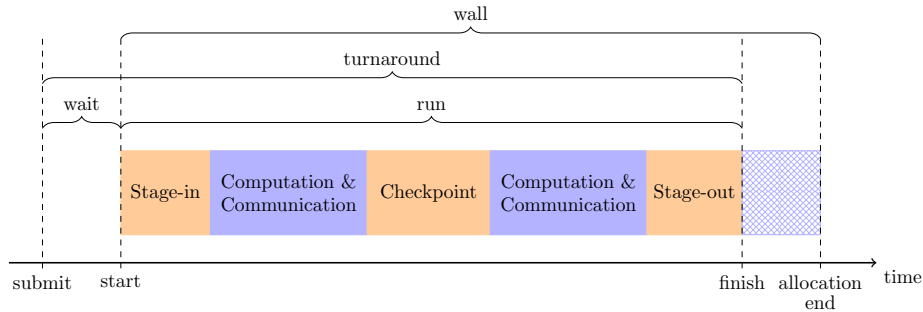 wall
turnaround
wait
run
Stage-in
Computation &
Communication
Checkpoint
Computation &
Communication
Stage-out
submit
start
finish
allocation
end
time